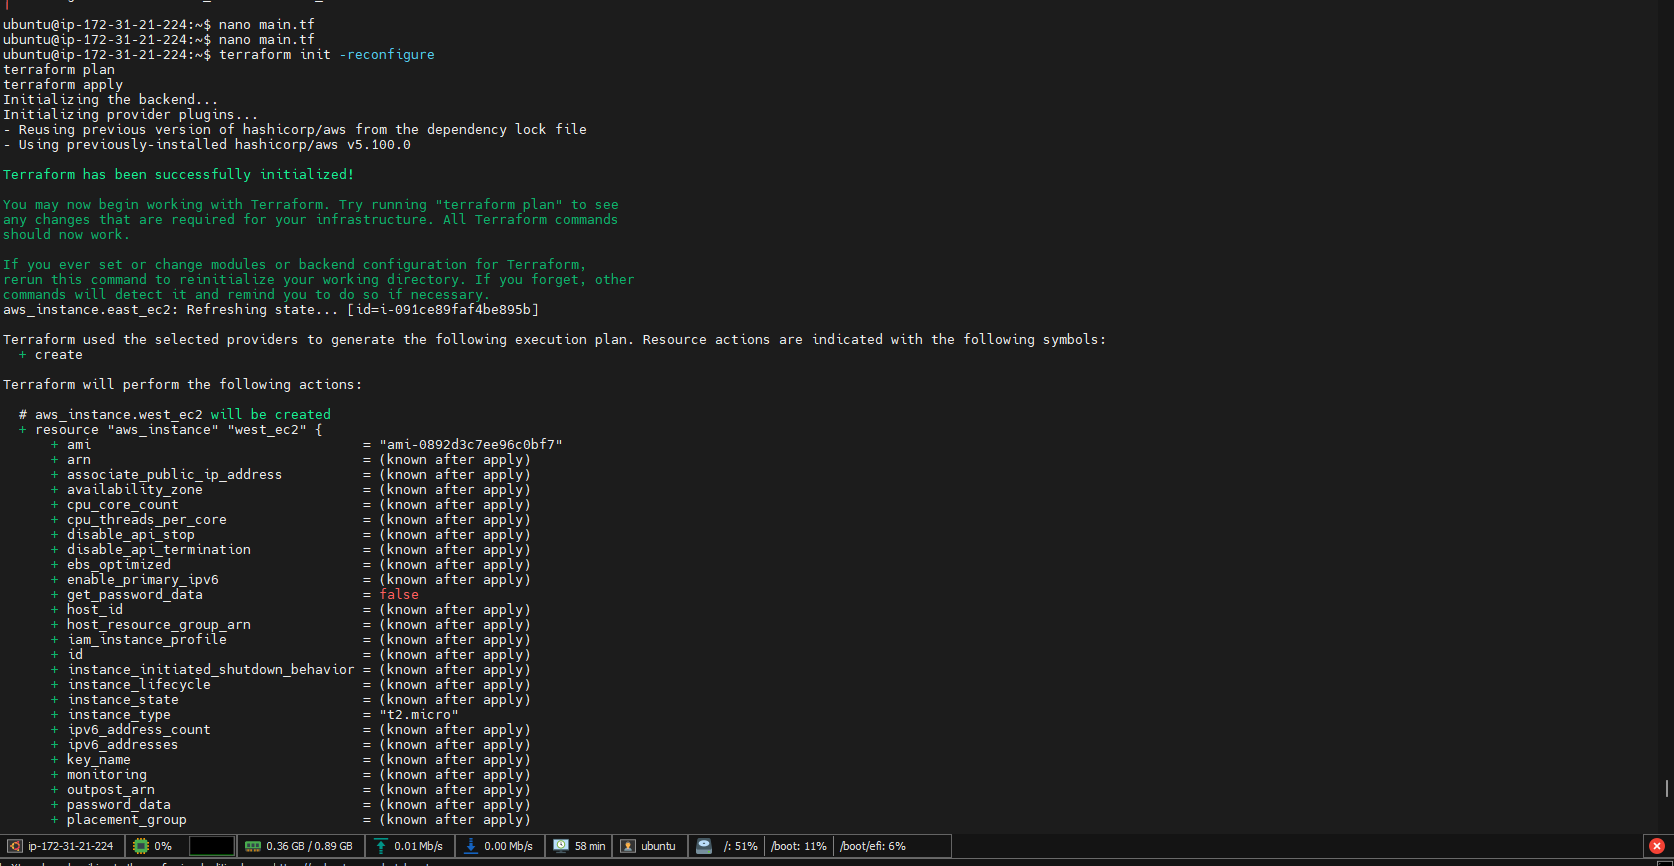 ubuntu@ip-172-31-21-224:~$ nano main.tf
ubuntu@ip-172-31-21-224:~$ nano main.tf
ubuntu@ip-172-31-21-224:~$ terraform init -reconfigure
terraform plan
terraform apply
Initializing the backend...
Initializing provider plugins...
- Reusing previous version of hashicorp/aws from the dependency lock file
- Using previously-installed hashicorp/aws v5.100.0
Terraform has been successfully initialized!
You may now begin working with Terraform. Try running "terraform plan" to see
any changes that are required for your infrastructure. All Terraform commands
should now work.
If you ever set or change modules or backend configuration for Terraform,
rerun this command to reinitialize your working directory. If you forget, other
commands will detect it and remind you to do so if necessary.
aws_instance.east_ec2: Refreshing state... [id=i-091ce89faf4be895b]
Terraform used the selected providers to generate the following execution plan. Resource actions are indicated with the following symbols:
+ create
Terraform will perform the following actions:
# aws_instance.west_ec2 will be created
+ resource "aws_instance" "west_ec2" {
+ ami = "ami-0892d3c7ee96c0bf7"
+ arn = (known after apply)
+ associate_public_ip_address = (known after apply)
+ availability_zone = (known after apply)
+ cpu_core_count = (known after apply)
+ cpu_threads_per_core = (known after apply)
+ disable_api_stop = (known after apply)
+ disable_api_termination = (known after apply)
+ ebs_optimized = (known after apply)
+ enable_primary_ipv6 = (known after apply)
+ get_password_data = false
+ host_id = (known after apply)
+ host_resource_group_arn = (known after apply)
+ iam_instance_profile = (known after apply)
+ id = (known after apply)
+ instance_initiated_shutdown_behavior = (known after apply)
+ instance_lifecycle = (known after apply)
+ instance_state = (known after apply)
+ instance_type = "t2.micro"
+ ipv6_address_count = (known after apply)
+ ipv6_addresses = (known after apply)
+ key_name = (known after apply)
+ monitoring = (known after apply)
+ outpost_arn = (known after apply)
+ password_data = (known after apply)
+ placement_group = (known after apply)
ip-172-31-21-224 0% 0.36 GB / 0.89 GB 0.01 Mb/s 0.00 Mb/s 58 min ubuntu /: 51% /boot: 11% /boot/efi: 6%